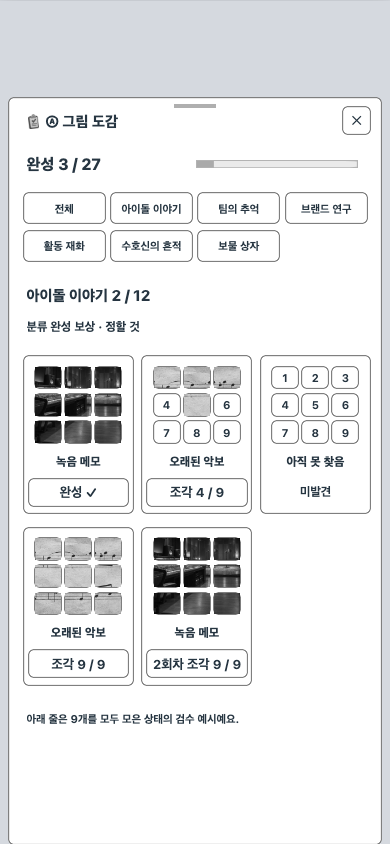 Ⓐ 그림 도감
완성 3 / 27
전체 아이돌 이야기 팀의 추억 브랜드 연구
활동 재화 수호신의 흔적 보물 상자
아이돌 이야기 2 / 12
분류 완성 보상 · 정할 것
녹음 메모
완성 ✓
4 6
7 8 9
오래된 악보
조각 4 / 9
1 2 3
4 5 6
7 8 9
아직 못 찾음
미발견
오래된 악보
조각 9 / 9
녹음 메모
2회차 조각 9 / 9
아래 줄은 9개를 모두 모은 상태의 검수 예시예요.